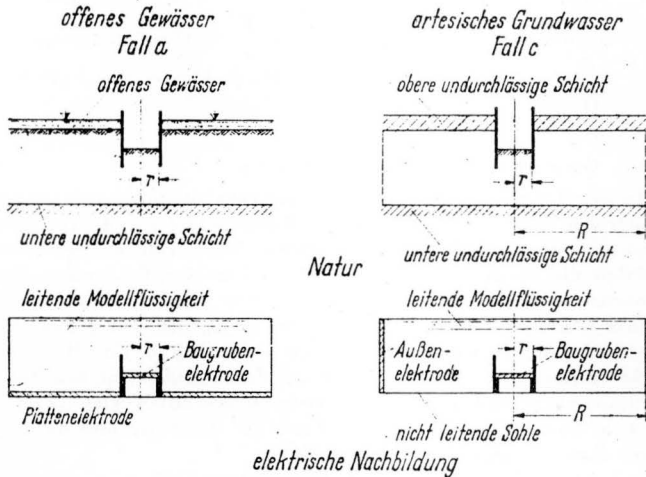 offenes Gewässer
Fall a
offenes Gewässer
r
untere undurchlässige Schicht
artesisches Grundwasser
Fall c
obere undurchlässige Schicht
r
R
untere undurchlässige Schicht
Natur
leitende Modellflüssigkeit
r
Baugruben-
elektrode
Plattenelektrode
leitende Modellflüssigkeit
Außen-
elektrode
r
Baugruben-
elektrode
R
nicht leitende Sohle
elektrische Nachbildung